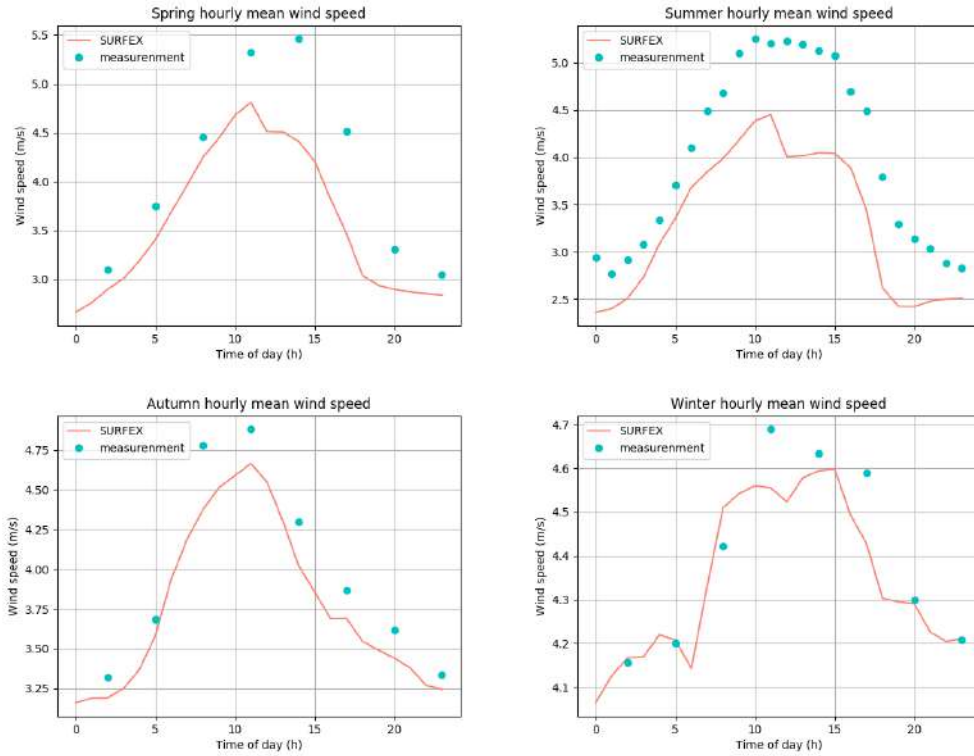 Spring hourly mean wind speed
SURFEX
measurenment
Wind speed (m/s)
5.5
5.0
4.5
4.0
3.5
3.0
0 5 10 15 20
Time of day (h)
Summer hourly mean wind speed
SURFEX
measurenment
Wind speed (m/s)
5.0
4.5
4.0
3.5
3.0
2.5
0 5 10 15 20
Time of day (h)
Autumn hourly mean wind speed
SURFEX
measurenment
Wind speed (m/s)
4.75
4.50
4.25
4.00
3.75
3.50
3.25
0 5 10 15 20
Time of day (h)
Winter hourly mean wind speed
SURFEX
measurenment
Wind speed (m/s)
4.7
4.6
4.5
4.4
4.3
4.2
4.1
0 5 10 15 20
Time of day (h)